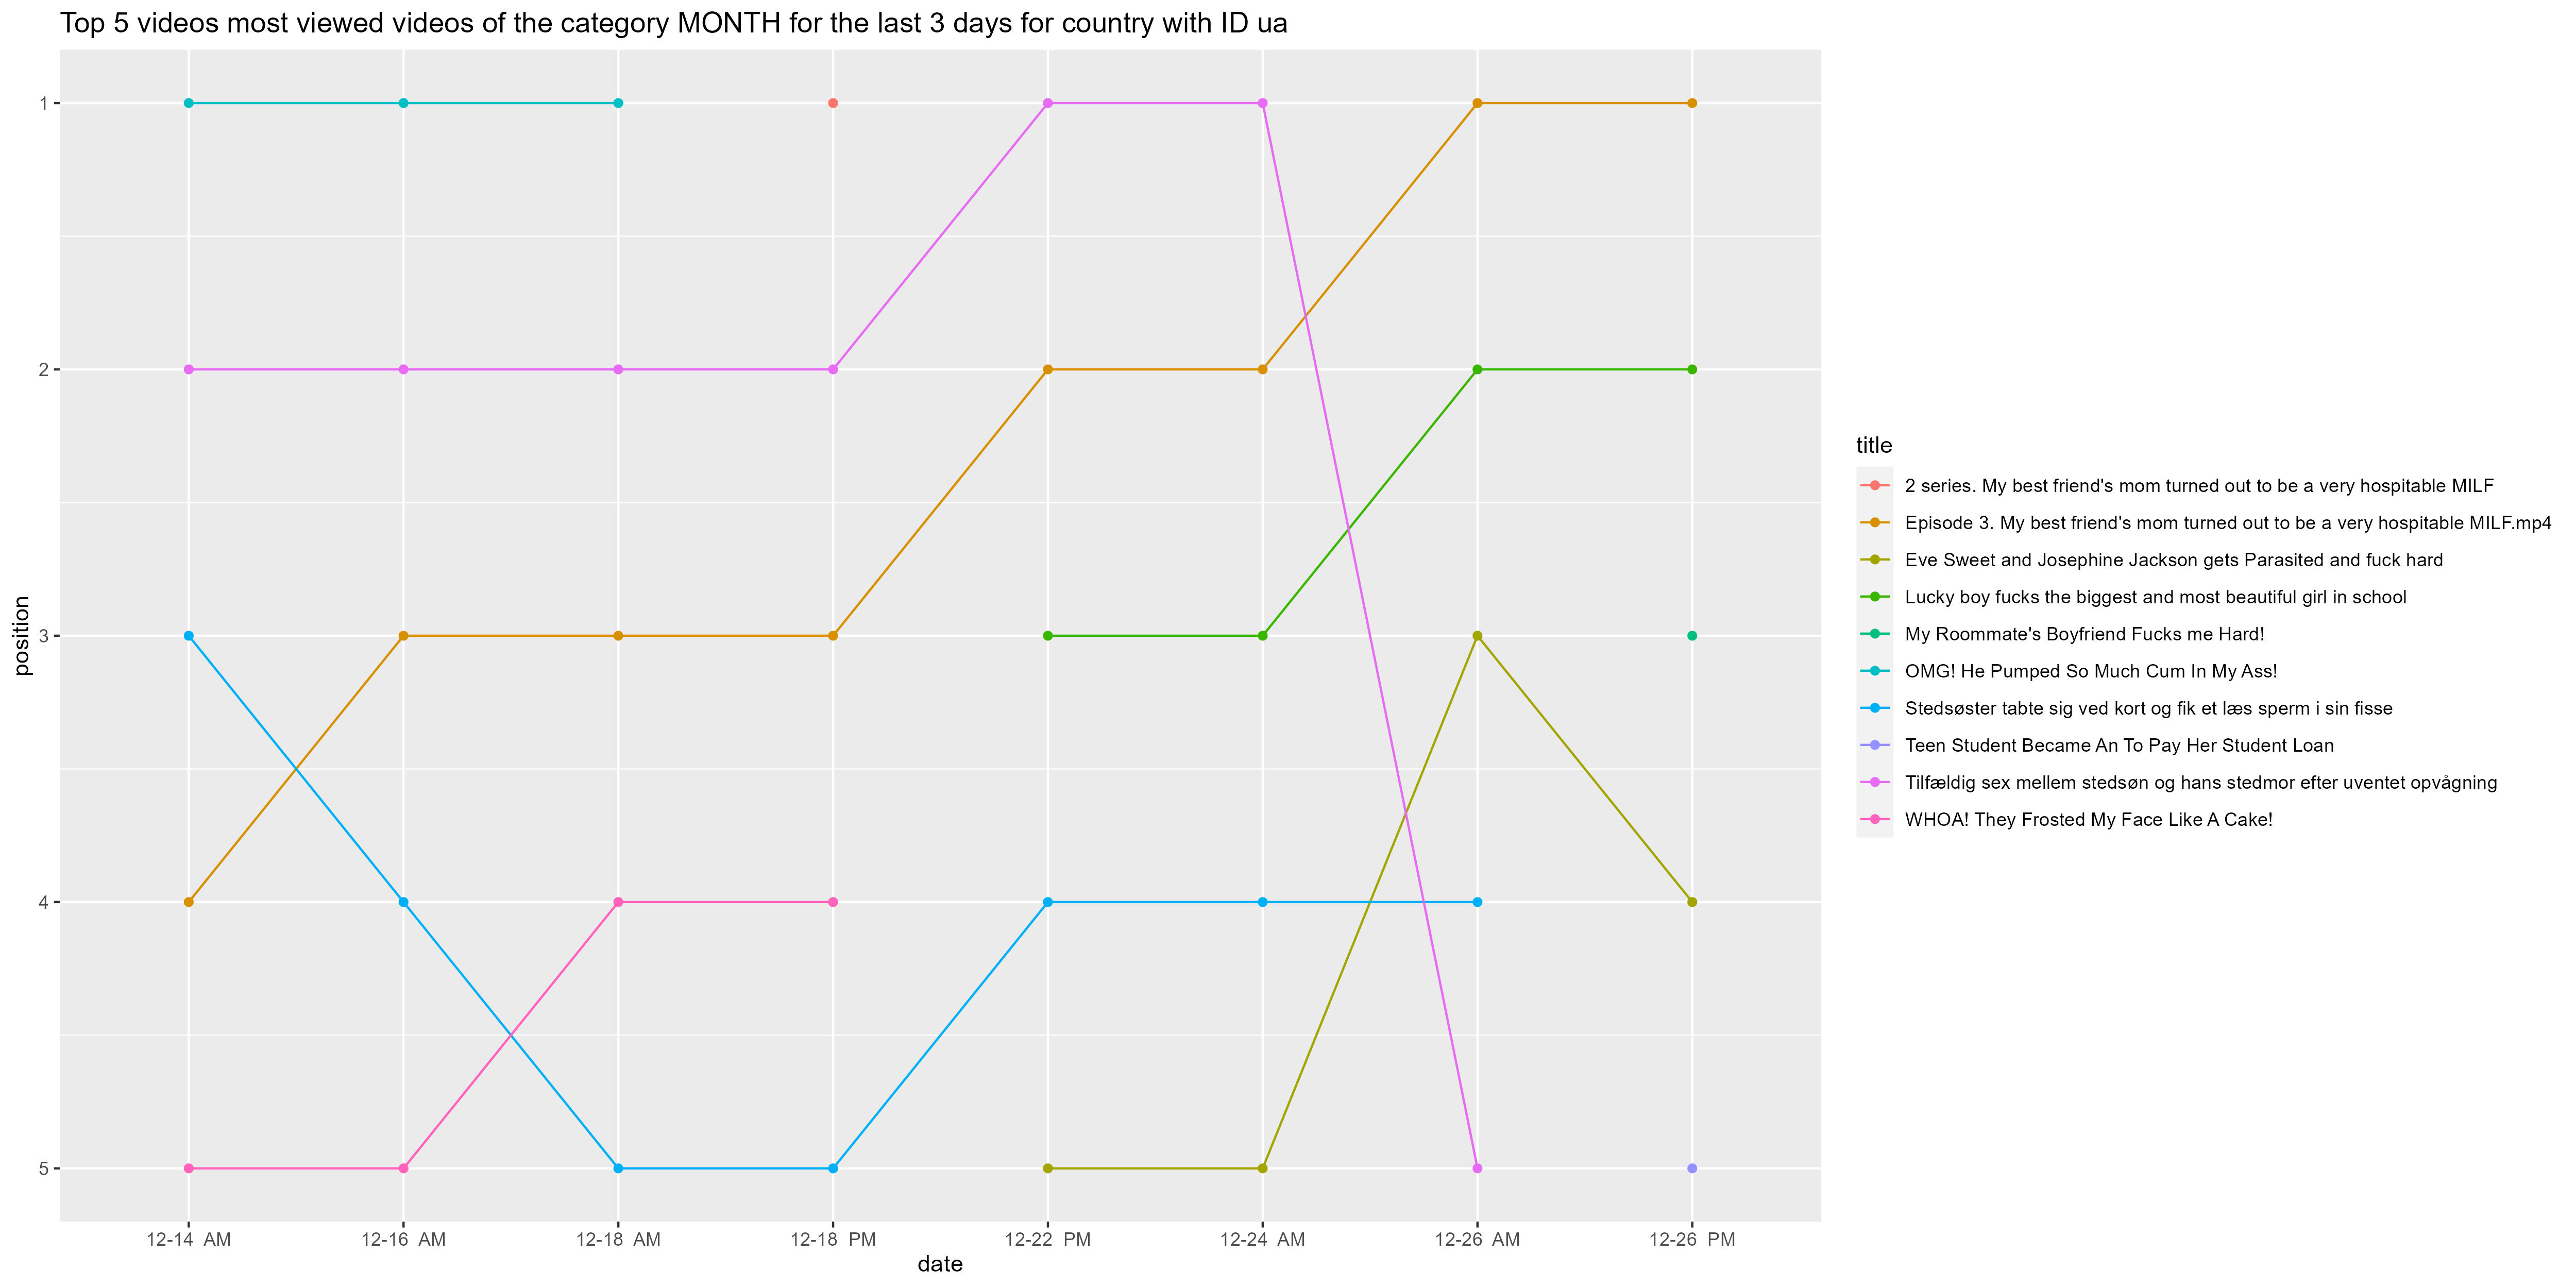 Top 5 videos most viewed videos of the category MONTH for the last 3 days for country with ID ua
position
1
2
3
4
5
12-14 AM
12-16 AM
12-18 AM
12-18 PM
12-22 PM
12-24 AM
12-26 AM
12-26 PM
date
title
2 series. My best friend's mom turned out to be a very hospitable MILF
Episode 3. My best friend's mom turned out to be a very hospitable MILF.mp4
Eve Sweet and Josephine Jackson gets Parasited and fuck hard
Lucky boy fucks the biggest and most beautiful girl in school
My Roommate's Boyfriend Fucks me Hard!
OMG! He Pumped So Much Cum In My Ass!
Stedsøster tabte sig ved kort og fik et læs sperm i sin fisse
Teen Student Became An To Pay Her Student Loan
Tilfældig sex mellem stedsøn og hans stedmor efter uventet opvågning
WHOA! They Frosted My Face Like A Cake!